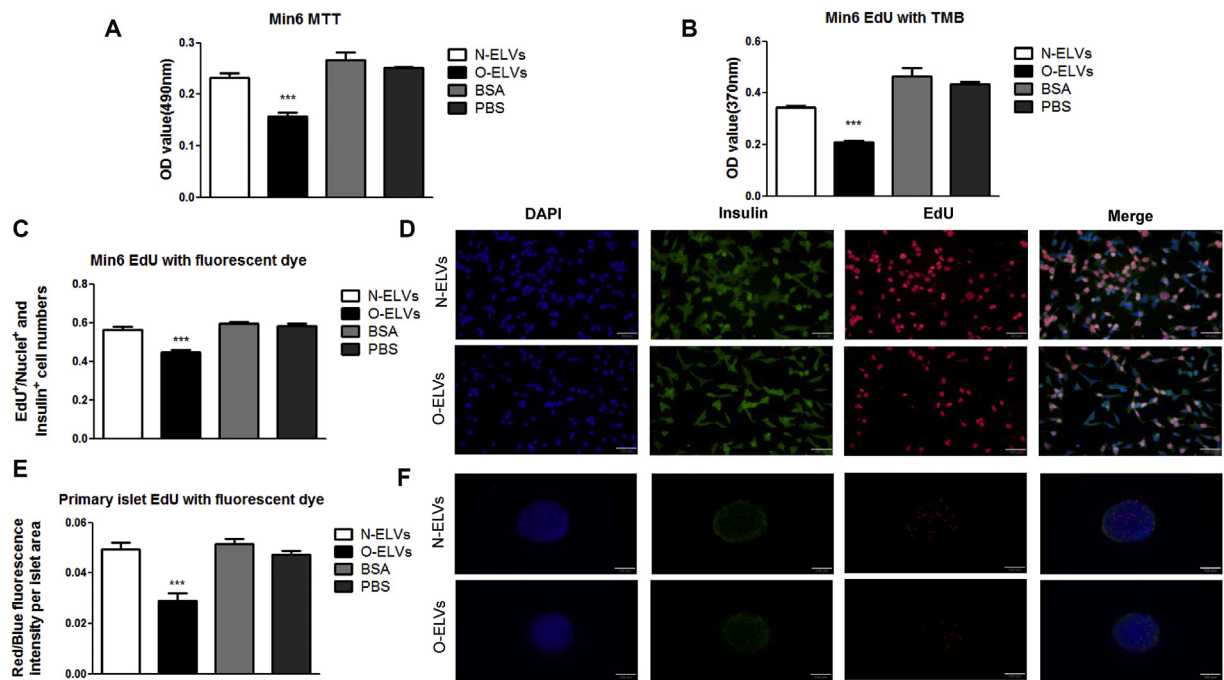 A
Min6 MTT
OD value(490nm)
0.3
0.2
0.1
0.0
***
N-ELVs
O-ELVs
BSA
PBS
B
Min6 EdU with TMB
OD value(370nm)
0.6
0.4
0.2
0.0
***
N-ELVs
O-ELVs
BSA
PBS
C
Min6 EdU with fluorescent dye
EdU⁺/Nuclei⁺ and
Insulin⁺ cell numbers
0.8
0.6
0.4
0.2
0.0
***
N-ELVs
O-ELVs
BSA
PBS
D
DAPI Insulin EdU Merge
N-ELVs
O-ELVs
E
Primary islet EdU with fluorescent dye
Red/Blue fluorescence
intensity per islet area
0.06
0.04
0.02
0.00
***
N-ELVs
O-ELVs
BSA
PBS
F
N-ELVs
O-ELVs